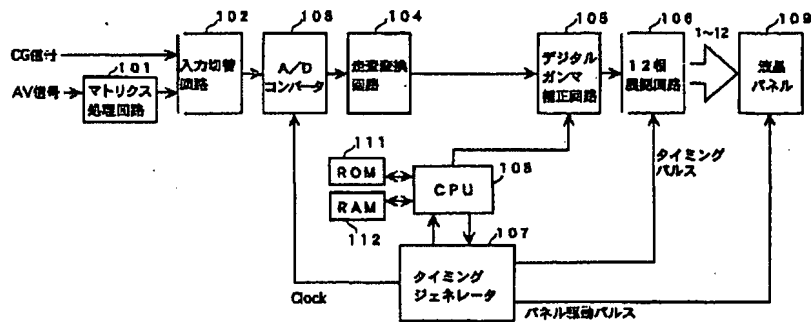 102
103
104
105
106
1~12
109
CG信号
101
AV信号
マトリクス
処理回路
入力切替
回路
A/D
コンバータ
走査変換
回路
デジタル
ガンマ
補正回路
12相
展開回路
液晶
パネル
111
ROM
108
CPU
RAM
112
タイミング
パルス
107
タイミング
ジェネレータ
Clock
パネル駆動パルス